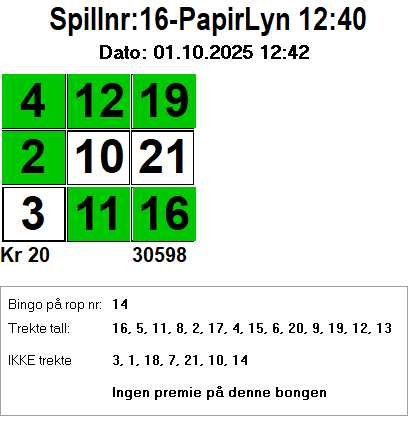 Spillnr:16-PapirLyn 12:40
Dato: 01.10.2025 12:42
4 12 19
2 10 21
3 11 16
Kr 20 30598
Bingo på rop nr: 14
Trekte tall: 16, 5, 11, 8, 2, 17, 4, 15, 6, 20, 9, 19, 12, 13
IKKE trekte 3, 1, 18, 7, 21, 10, 14
Ingen premie på denne bongen